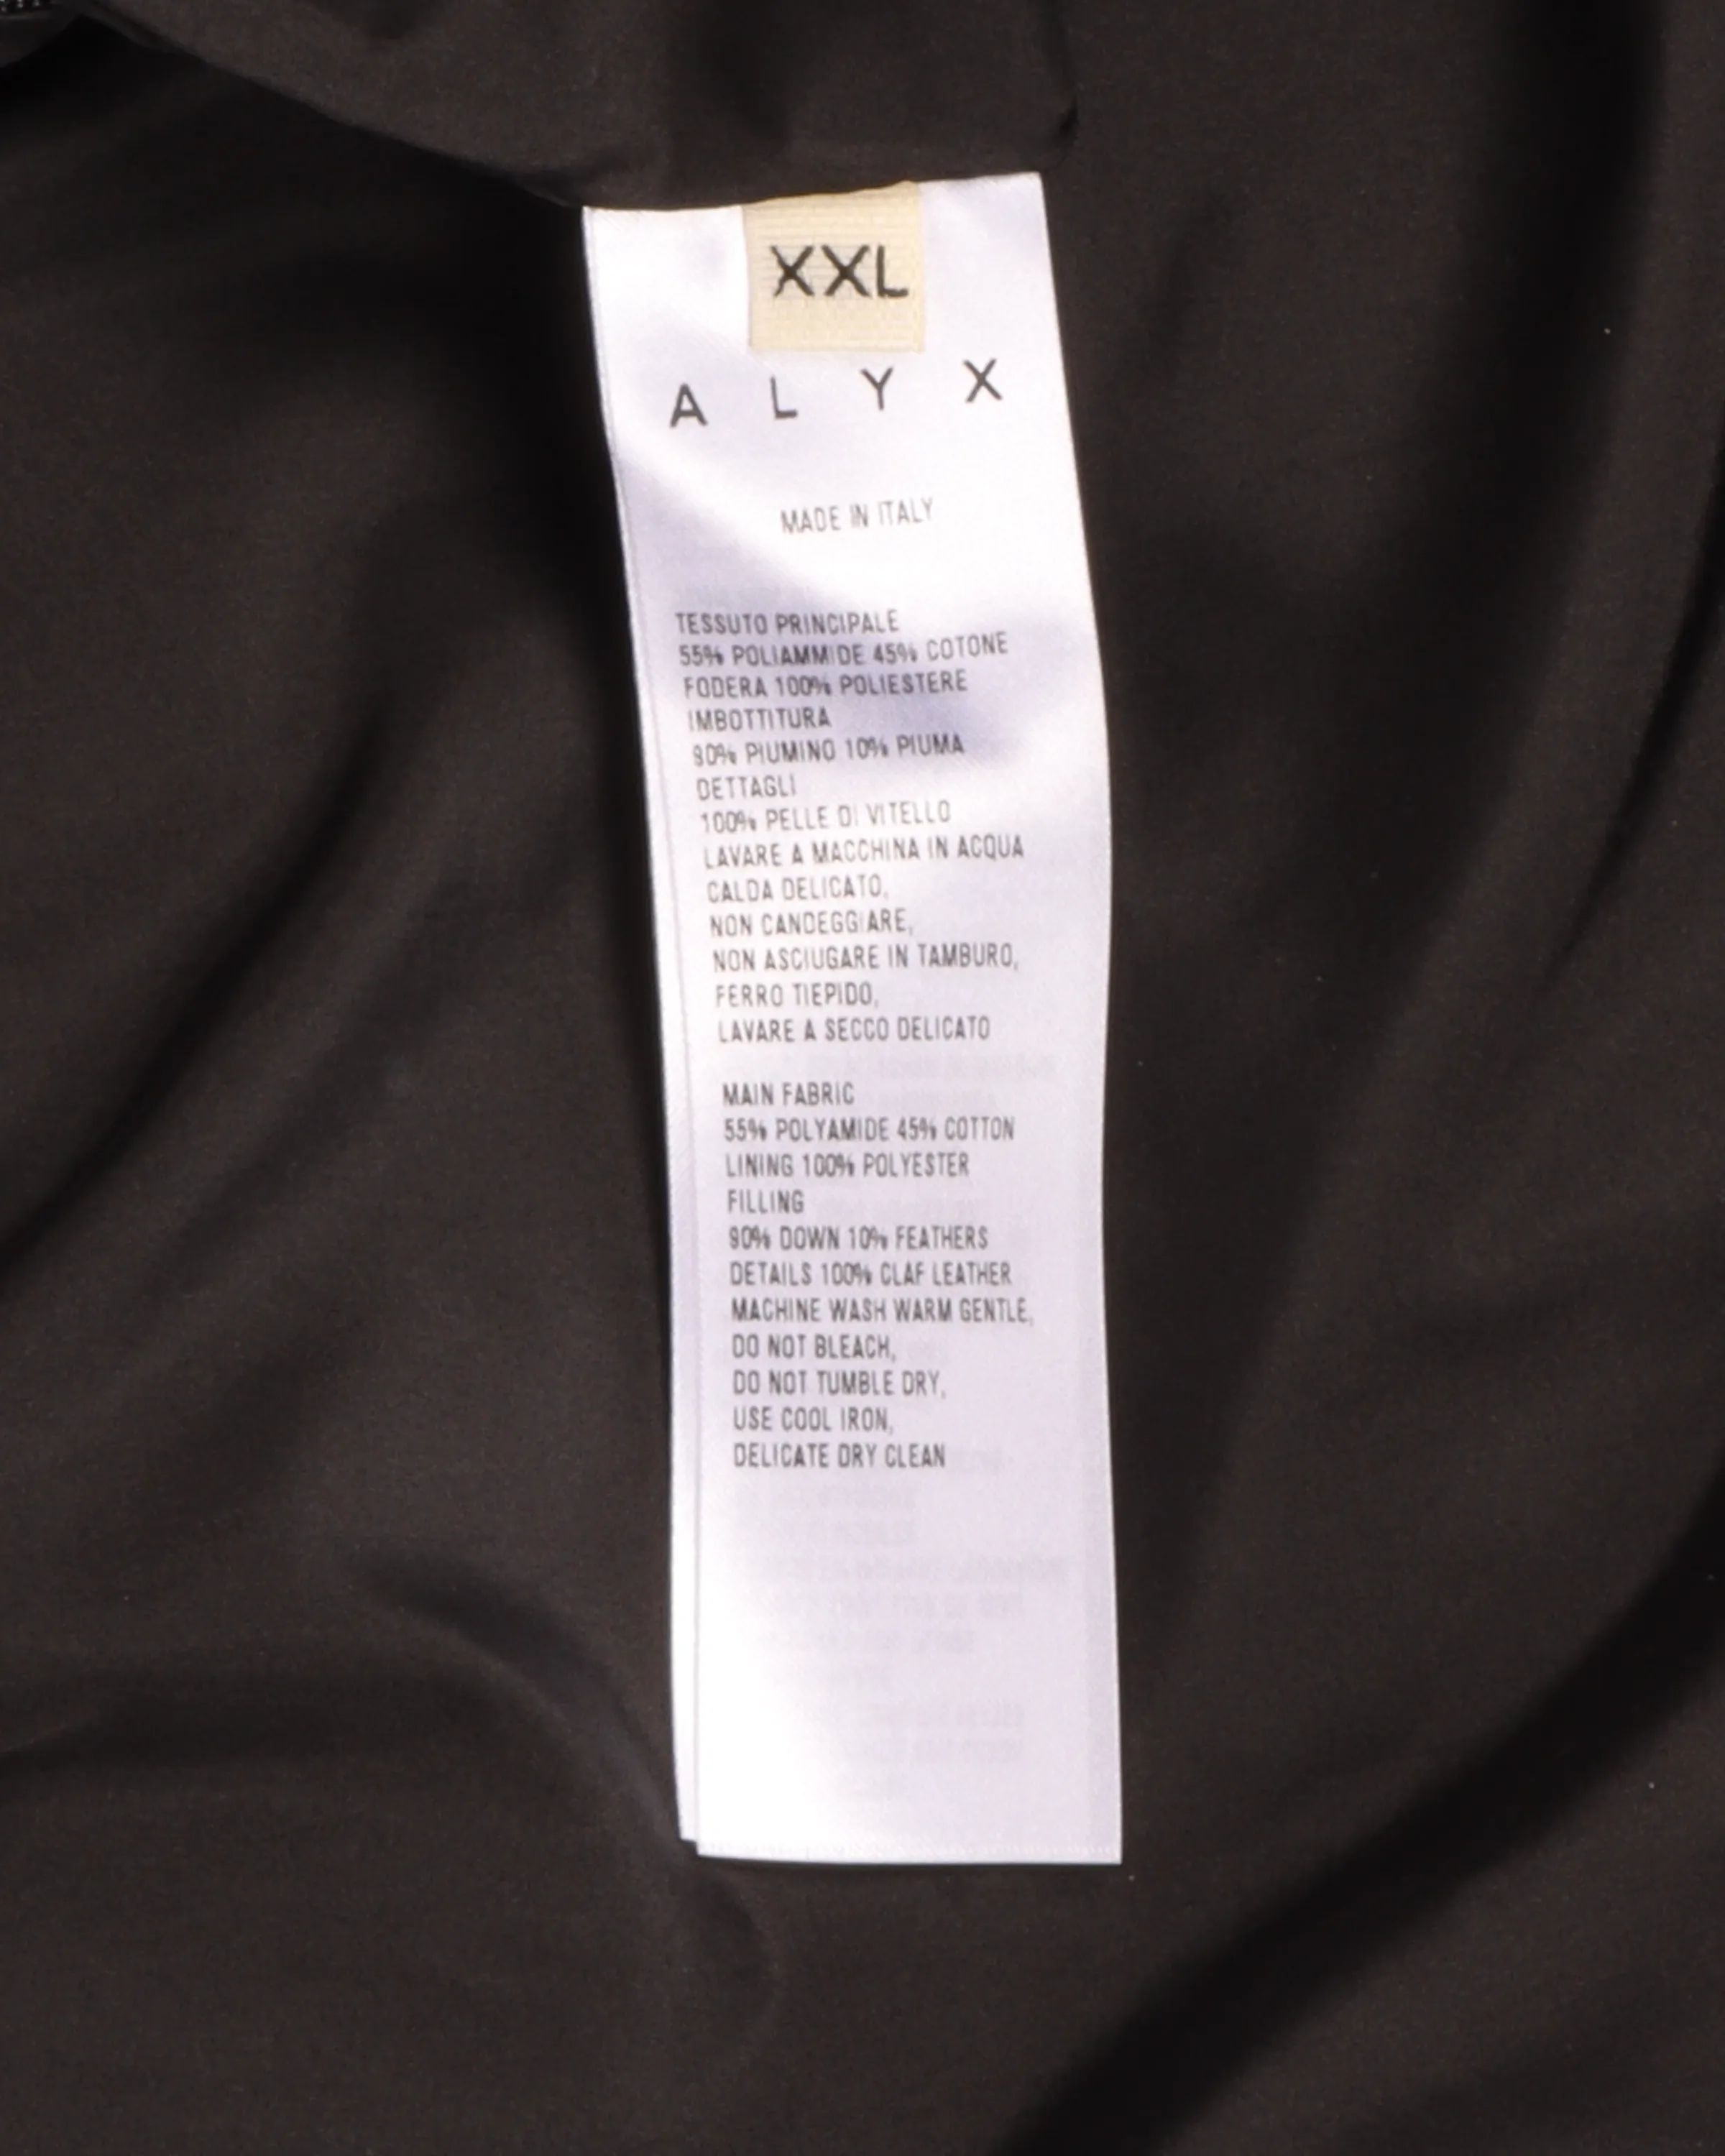 XXL
ALYX
MADE IN ITALY
TESSUTO PRINCIPALE
55% POLIAMMIDE 45% COTONE
FODERA 100% POLIESTERE
IMBOTTITURA
90% PIUMINO 10% PIUMA
DETTAGLI
100% PELLE DI VITELLO
LAVARE A MACCHINA IN ACQUA
CALDA DELICATO,
NON CANDEGGIARE,
NON ASCIUGARE IN TAMBURO,
FERRO TIEPIDO,
LAVARE A SECCO DELICATO
MAIN FABRIC
55% POLYAMIDE 45% COTTON
LINING 100% POLYESTER
FILLING
90% DOWN 10% FEATHERS
DETAILS 100% CLAF LEATHER
MACHINE WASH WARM GENTLE,
DO NOT BLEACH,
DO NOT TUMBLE DRY,
USE COOL IRON,
DELICATE DRY CLEAN